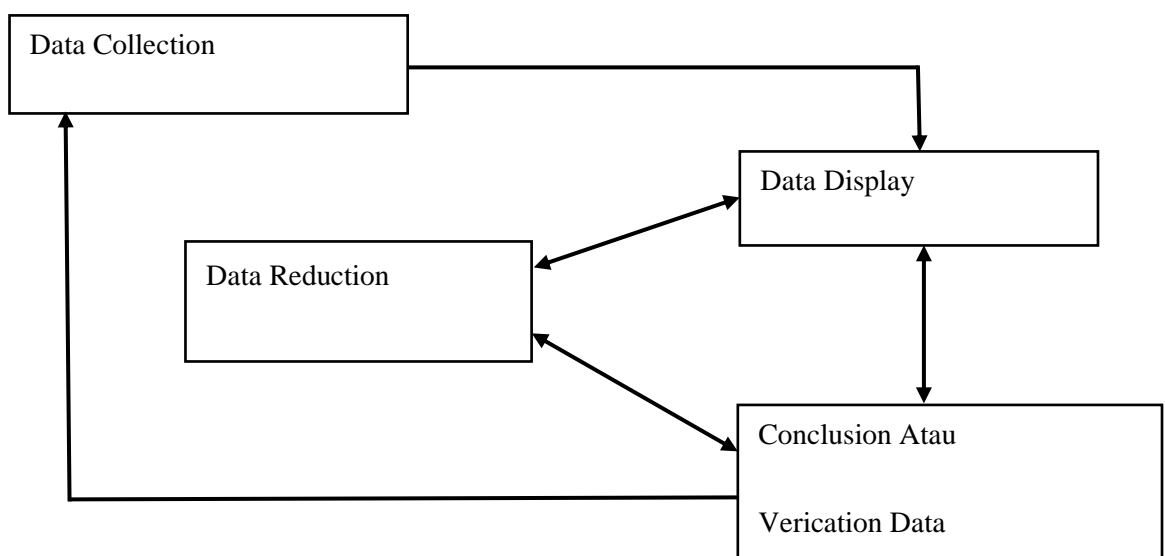 Data Collection
Data Display
Data Reduction
Conclusion Atau
Verication Data